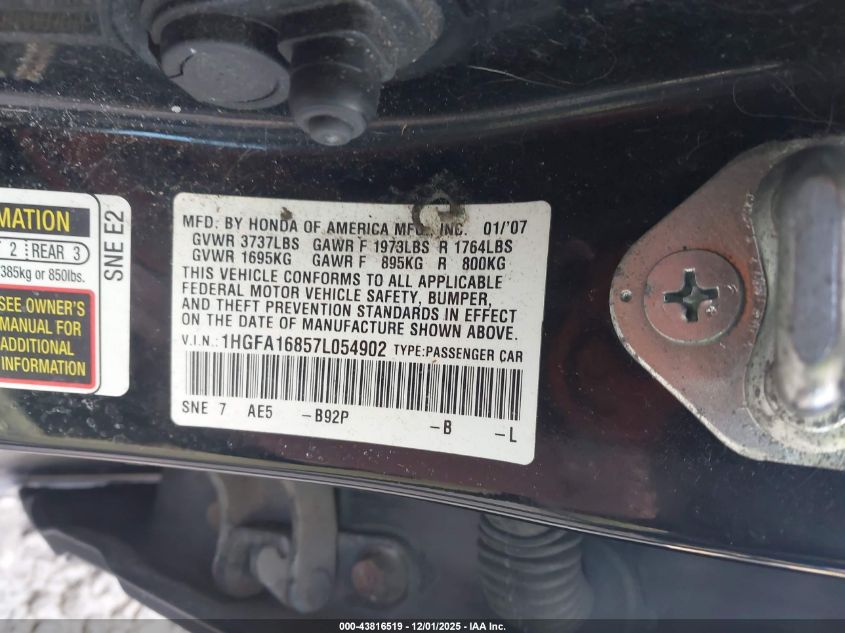 MATION
2 REAR 3
385kg or 850lbs.
SEE OWNER'S
MANUAL FOR
ADDITIONAL
INFORMATION
SNE E2
MFD. BY HONDA OF AMERICA MFG. INC. 01/'07
GVWR 3737LBS GAWR F 1973LBS R 1764LBS
GVWR 1695KG GAWR F 895KG R 800KG
THIS VEHICLE CONFORMS TO ALL APPLICABLE
FEDERAL MOTOR VEHICLE SAFETY, BUMPER,
AND THEFT PREVENTION STANDARDS IN EFFECT
ON THE DATE OF MANUFACTURE SHOWN ABOVE.
V.I.N.: 1HGFA16857L054902 TYPE:PASSENGER CAR
SNE 7 AE5 -B92P -B -L
000-43816519 - 12/01/2025 - IAA Inc.